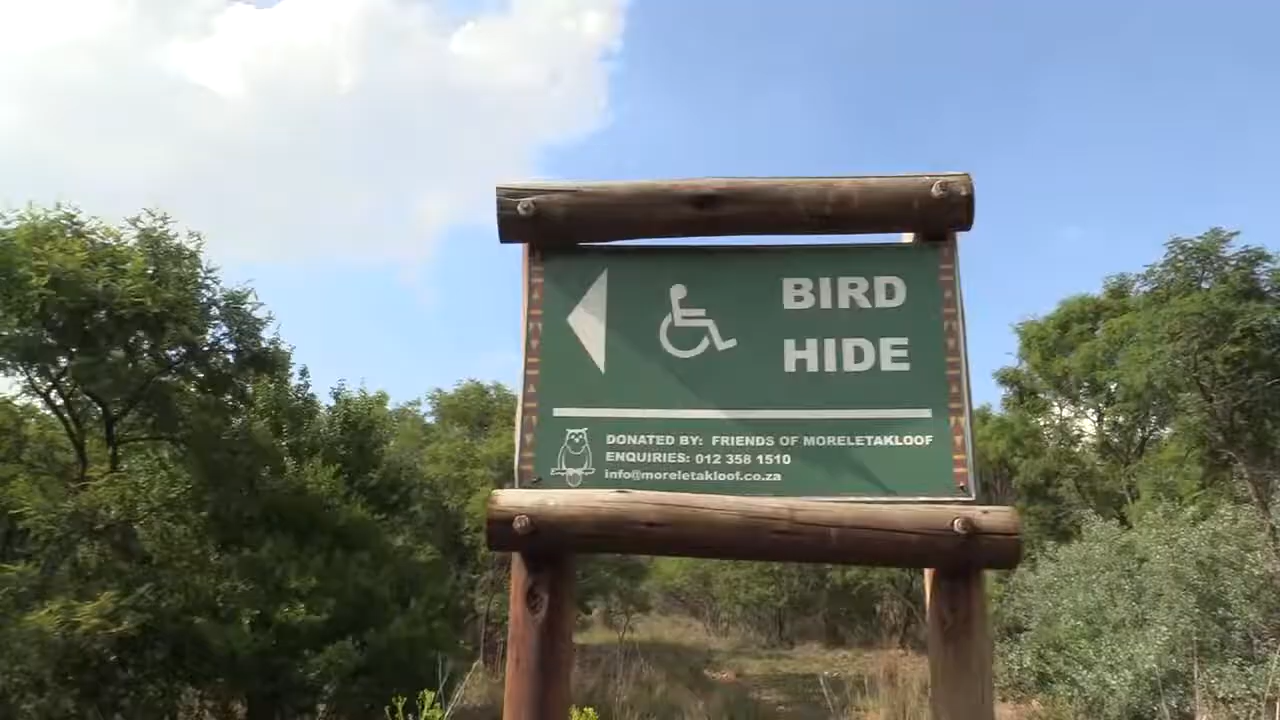 BIRD
HIDE
DONATED BY: FRIENDS OF MORELETAKLOOF
ENQUIRIES: 012 358 1510
info@moreletakloof.co.za